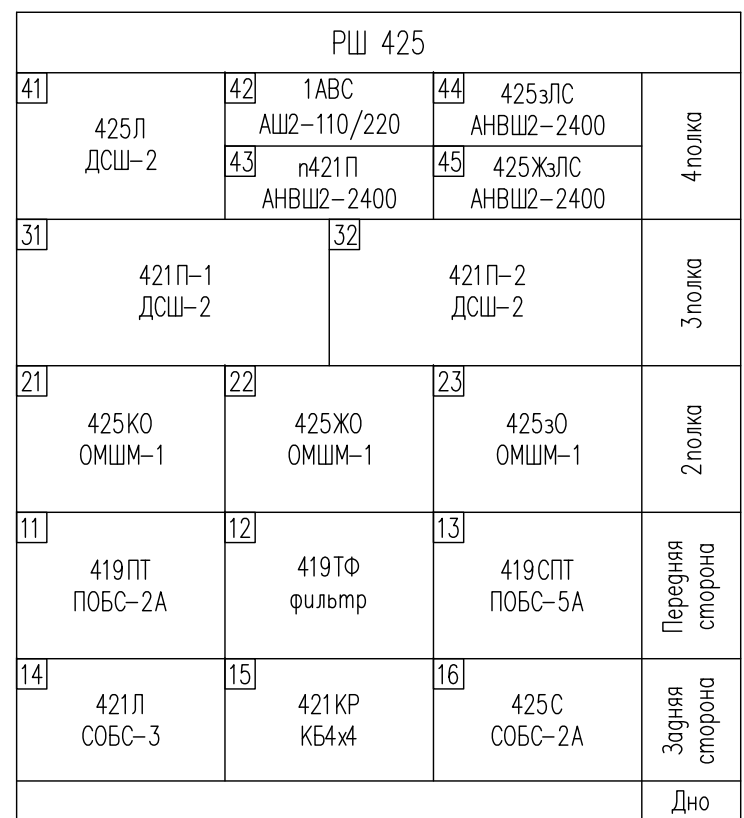 РШ 425
41
425Л
ДСШ-2
42
1АВС
АШ2-110/220
44
425зЛС
АНВШ2-2400
43
п421П
АНВШ2-2400
45
425ЖзЛС
АНВШ2-2400
4полка
31
421П-1
ДСШ-2
32
421П-2
ДСШ-2
3полка
21
425КО
ОМШМ-1
22
425ЖО
ОМШМ-1
23
425зО
ОМШМ-1
2полка
11
419ПТ
ПОБС-2А
12
419ТФ
фильтр
13
419СПТ
ПОБС-5А
Передняя
сторона
14
421Л
СОБС-3
15
421КР
КБ4х4
16
425С
СОБС-2А
Задняя
сторона
Дно